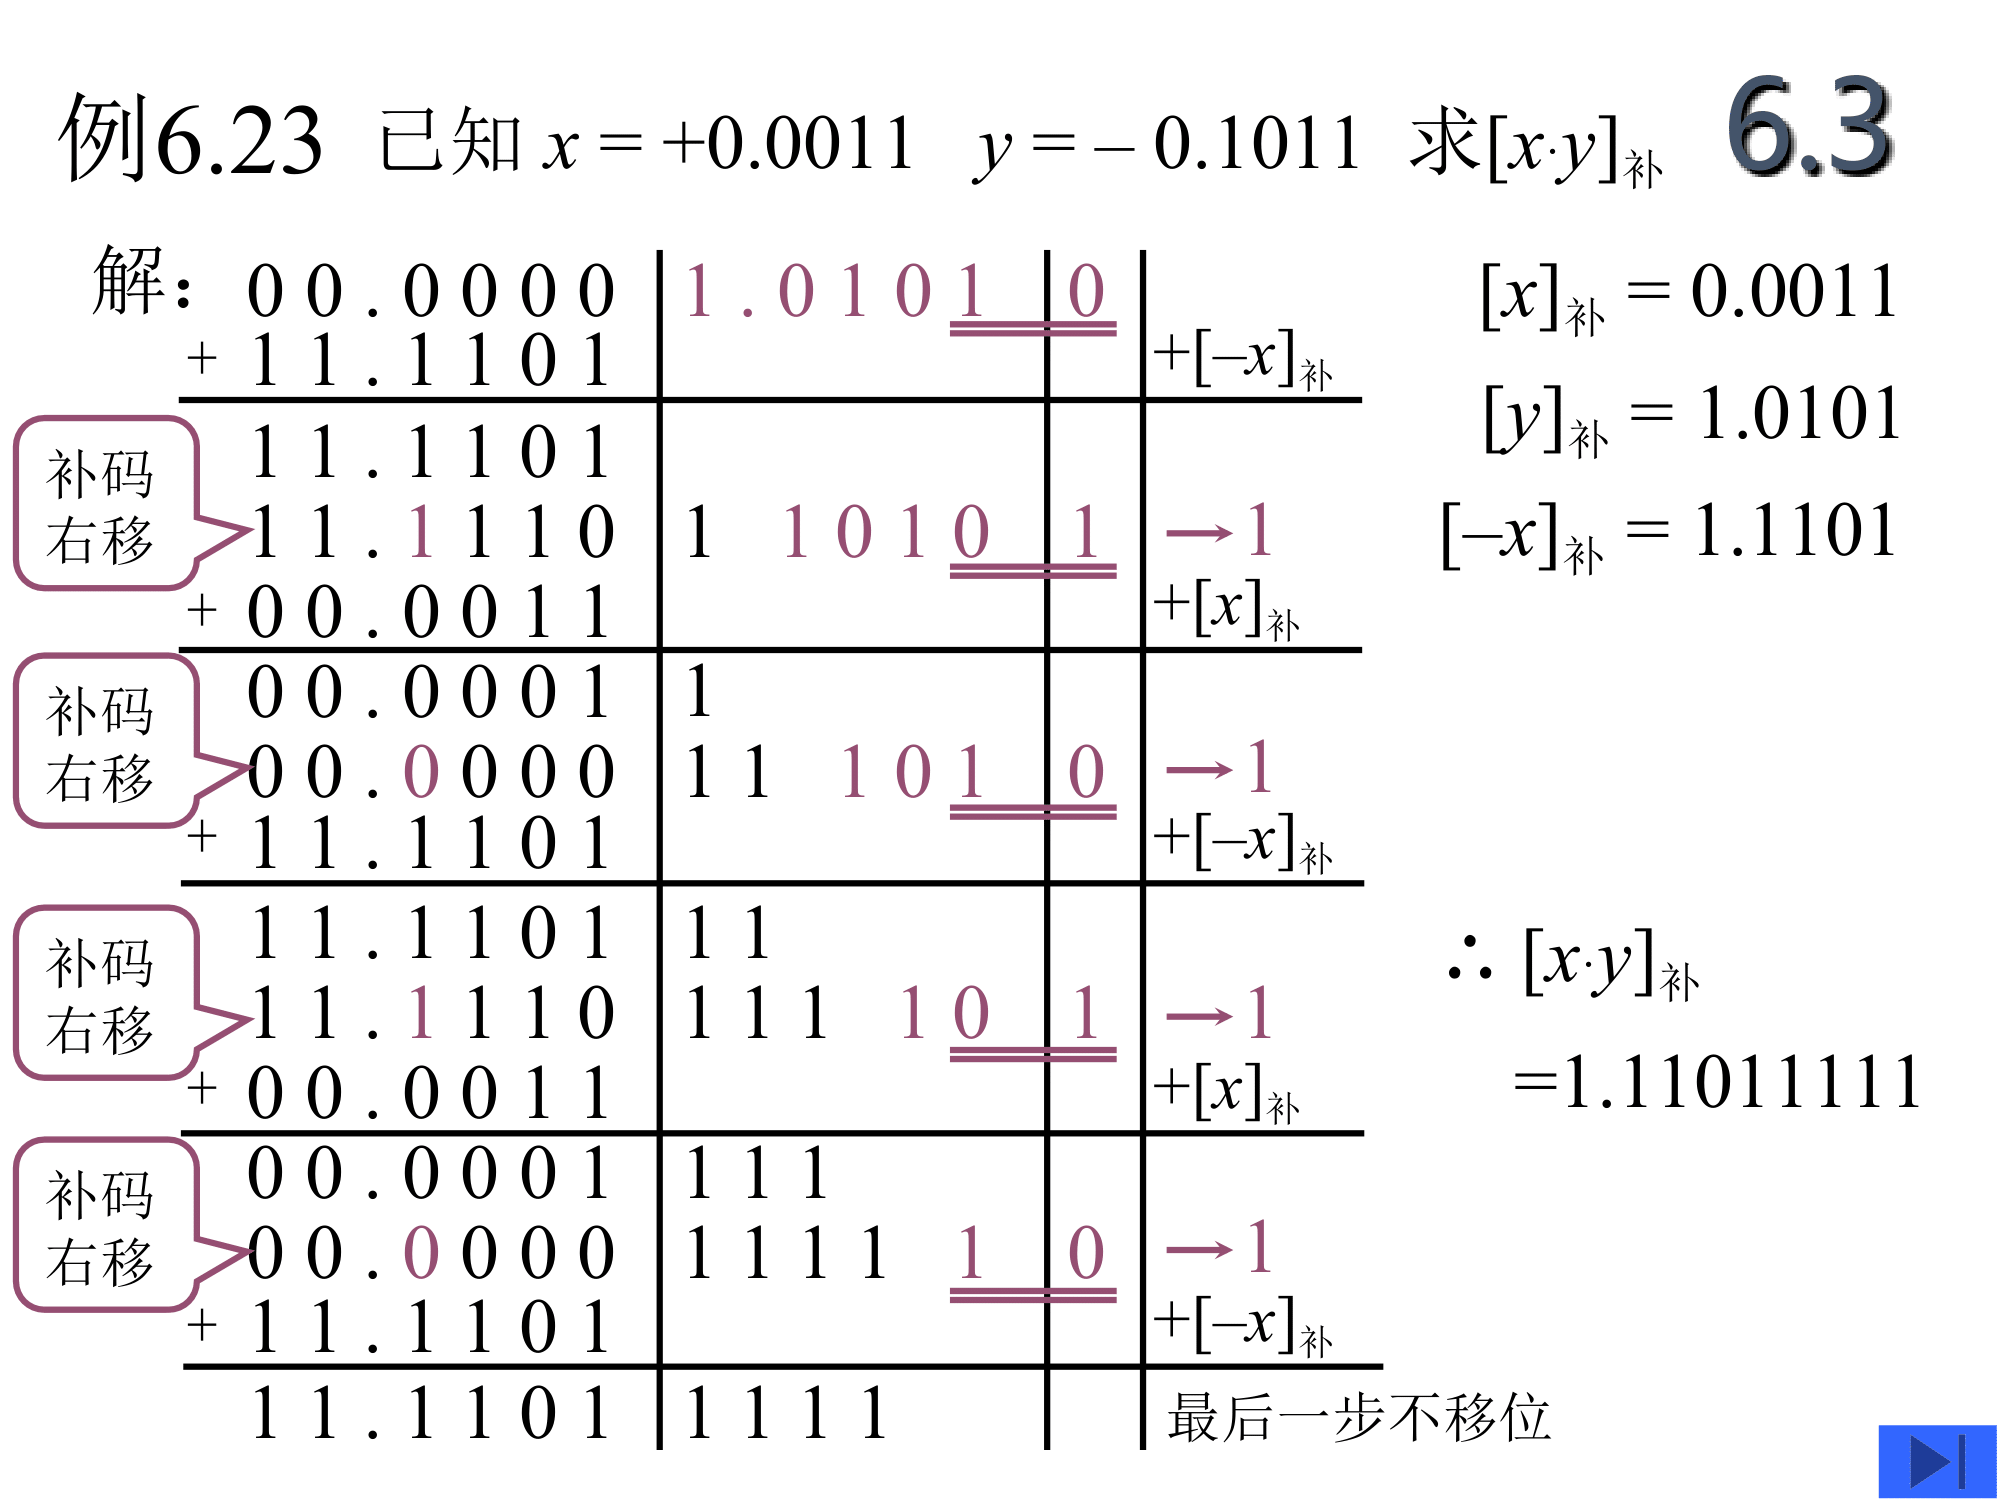 例6.23 已知 x = +0.0011 y = – 0.1011 求[x·y]补 6.3
解： 0 0 . 0 0 0 0 1 . 0 1 0 1 0
+ 1 1 . 1 1 0 1 +[–x]补
1 1 . 1 1 0 1
补码
右移
1 1 . 1 1 1 0 1 1 0 1 0 1 →1
+ 0 0 . 0 0 1 1 +[x]补
0 0 . 0 0 0 1 1
补码
右移
0 0 . 0 0 0 0 1 1 1 0 1 0 →1
+ 1 1 . 1 1 0 1 +[–x]补
1 1 . 1 1 0 1 1 1
补码
右移
1 1 . 1 1 1 0 1 1 1 1 0 1 →1
+ 0 0 . 0 0 1 1 +[x]补
0 0 . 0 0 0 1 1 1 1
补码
右移
0 0 . 0 0 0 0 1 1 1 1 1 0 →1
+ 1 1 . 1 1 0 1 +[–x]补
1 1 . 1 1 0 1 1 1 1 1 最后一步不移位
[x]补 = 0.0011
[y]补 = 1.0101
[–x]补 = 1.1101
∴ [x·y]补
=1.11011111